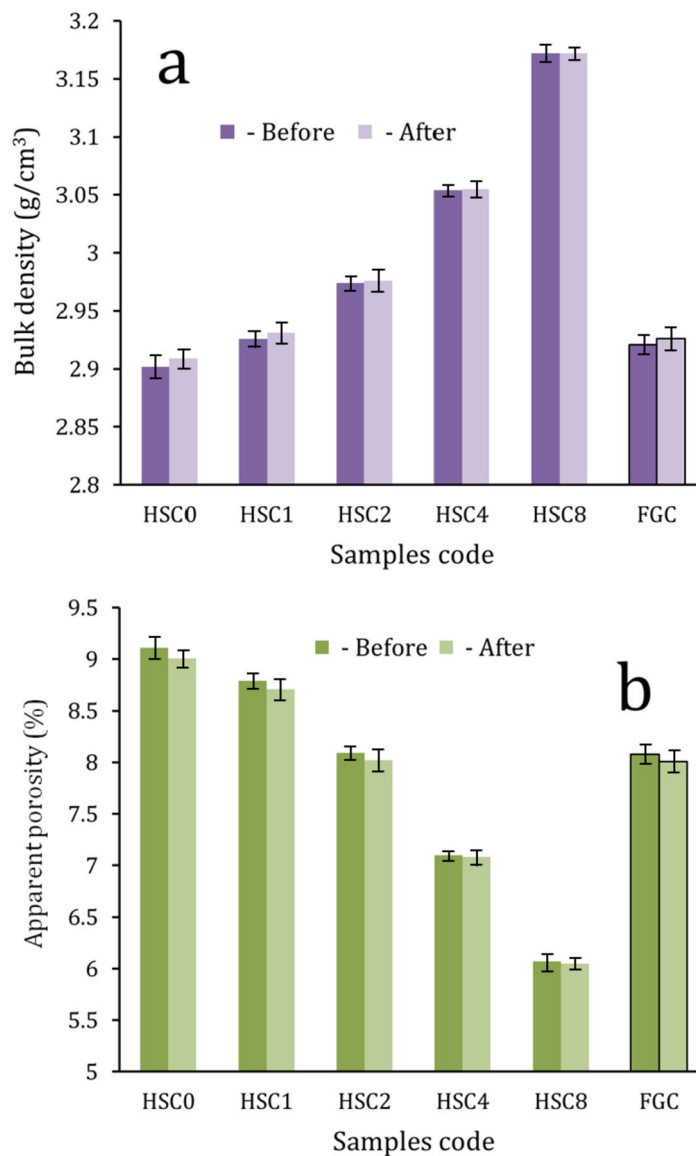 a
- Before - After
Bulk density (g/cm³)
3.2
3.15
3.1
3.05
3
2.95
2.9
2.85
2.8
HSC0 HSC1 HSC2 HSC4 HSC8 FGC
Samples code
b
- Before - After
Apparent porosity (%)
9.5
9
8.5
8
7.5
7
6.5
6
5.5
5
HSC0 HSC1 HSC2 HSC4 HSC8 FGC
Samples code